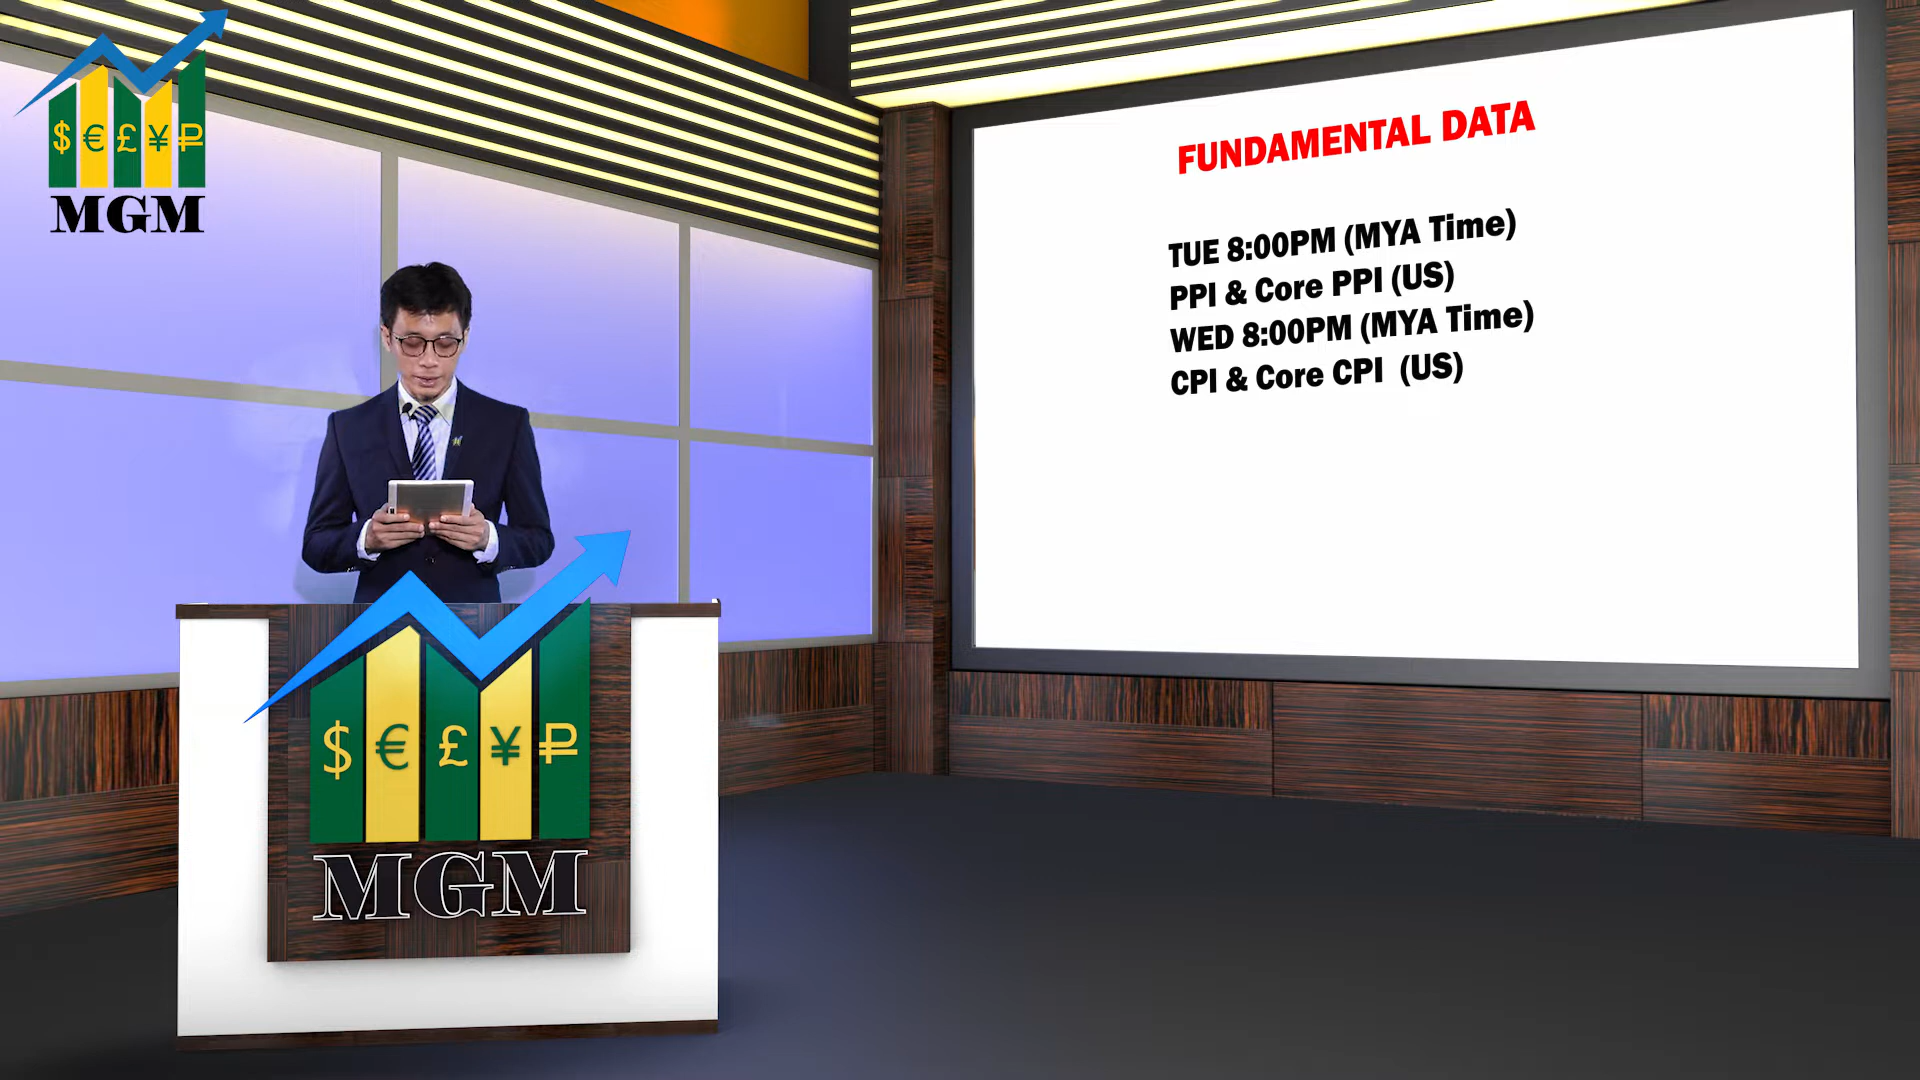 $€£¥₽
MGM
FUNDAMENTAL DATA
TUE 8:00PM (MYA Time)
PPI & Core PPI (US)
WED 8:00PM (MYA Time)
CPI & Core CPI (US)
$€£¥₽
MGM